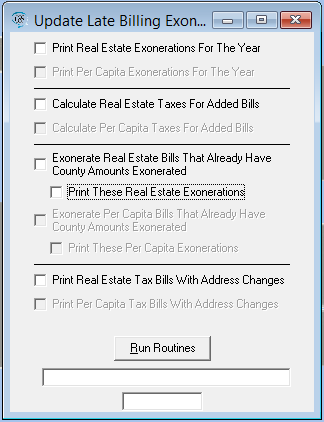 Update Late Billing Exon...
Print Real Estate Exonerations For The Year
Print Per Capita Exonerations For The Year
Calculate Real Estate Taxes For Added Bills
Calculate Per Capita Taxes For Added Bills
Exonerate Real Estate Bills That Already Have
County Amounts Exonerated
Print These Real Estate Exonerations
Exonerate Per Capita Bills That Already Have
County Amounts Exonerated
Print These Per Capita Exonerations
Print Real Estate Tax Bills With Address Changes
Print Per Capita Tax Bills With Address Changes
Run Routines